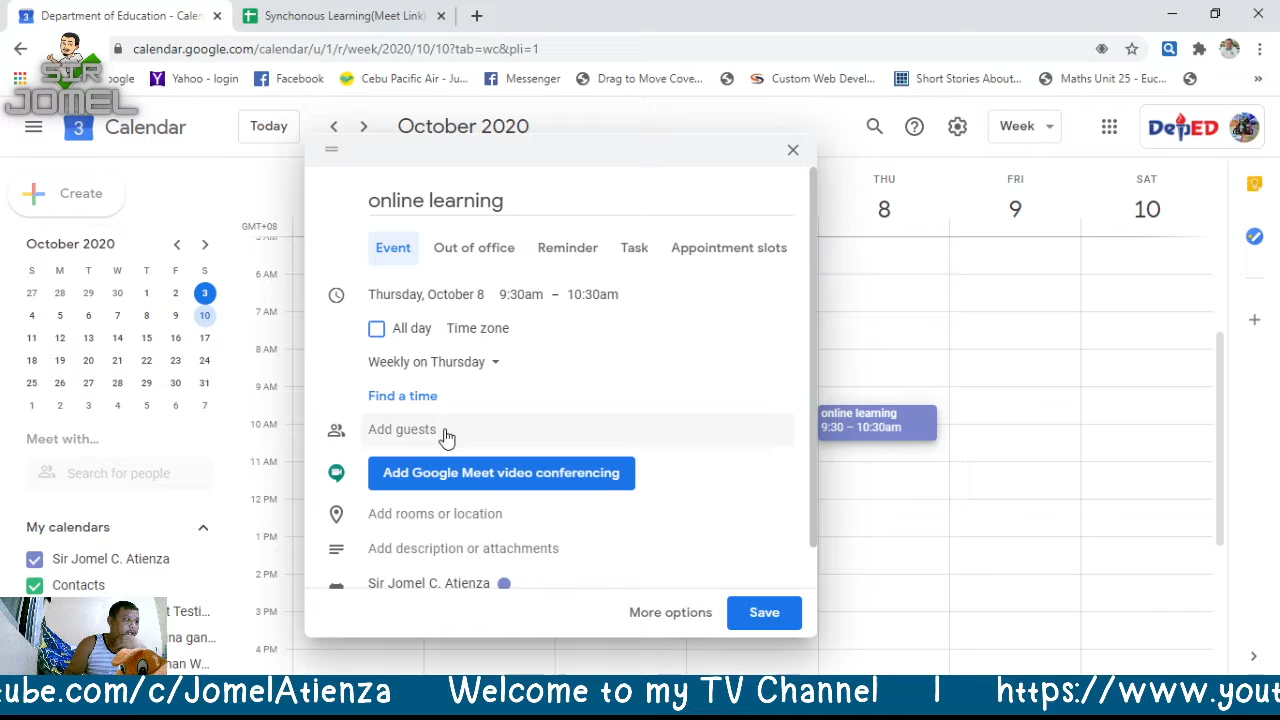 Department of Education - Calen
Synchonous Learning(Meet Link)
calendar.google.com/calendar/u/1/r/week/2020/10/10?tab=wc&pli=1
Yahoo - login
Facebook
Cebu Pacific Air - Ju...
Messenger
Drag to Move Cove...
Custom Web Devel...
Short Stories About...
Maths Unit 25 - Euc...
»
SIR
JOMEL
3
Calendar
Today
October 2020
Week
DepED
Create
October 2020
S M T W T F S
27 28 29 30 1 2 3
4 5 6 7 8 9 10
11 12 13 14 15 16 17
18 19 20 21 22 23 24
25 26 27 28 29 30 31
1 2 3 4 5 6 7
Meet with...
Search for people
My calendars
Sir Jomel C. Atienza
Contacts
t Testi...
na gan...
nan W...
GMT+08
5 AM
6 AM
7 AM
8 AM
9 AM
10 AM
11 AM
12 PM
1 PM
2 PM
3 PM
4 PM
online learning
Event
Out of office
Reminder
Task
Appointment slots
Thursday, October 8 9:30am – 10:30am
All day Time zone
Weekly on Thursday
Find a time
Add guests
Add Google Meet video conferencing
Add rooms or location
Add description or attachments
Sir Jomel C. Atienza
More options
Save
THU
8
FRI
9
SAT
10
online learning
9:30 – 10:30am
cube.com/c/JomelAtienza Welcome to my TV Channel | https://www.yout